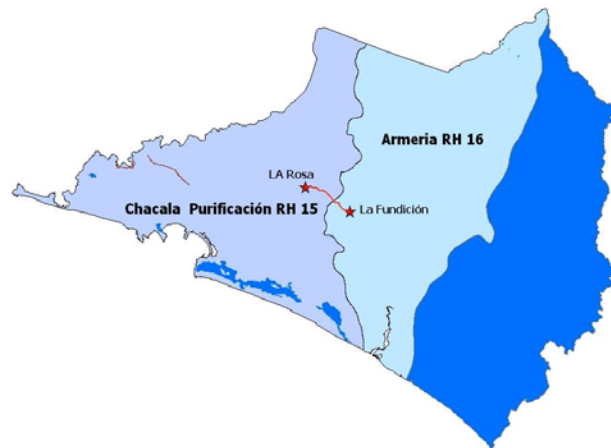 Armeria RH 16
LA Rosa
Chacala Purificación RH 15
La Fundición